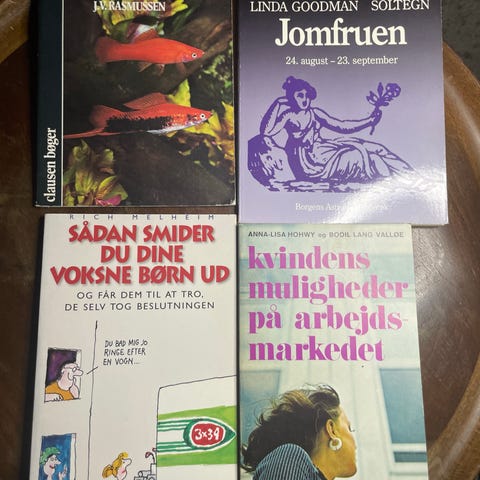 J.V. RASMUSSEN
clausen bøger
LINDA GOODMAN SOLTEGN
Jomfruen
24. august – 23. september
Borgens
RICH MELHEIM
SÅDAN SMIDER
DU DINE
VOKSNE BØRN UD
OG FÅR DEM TIL AT TRO,
DE SELV TOG BESLUTNINGEN
DU BAD MIG JO
RINGE EFTER
EN VOGN...
3x34
ANNA-LISA HOHWY og BODIL LANG VALLØE
kvindens
muligheder
på arbejds-
markedet